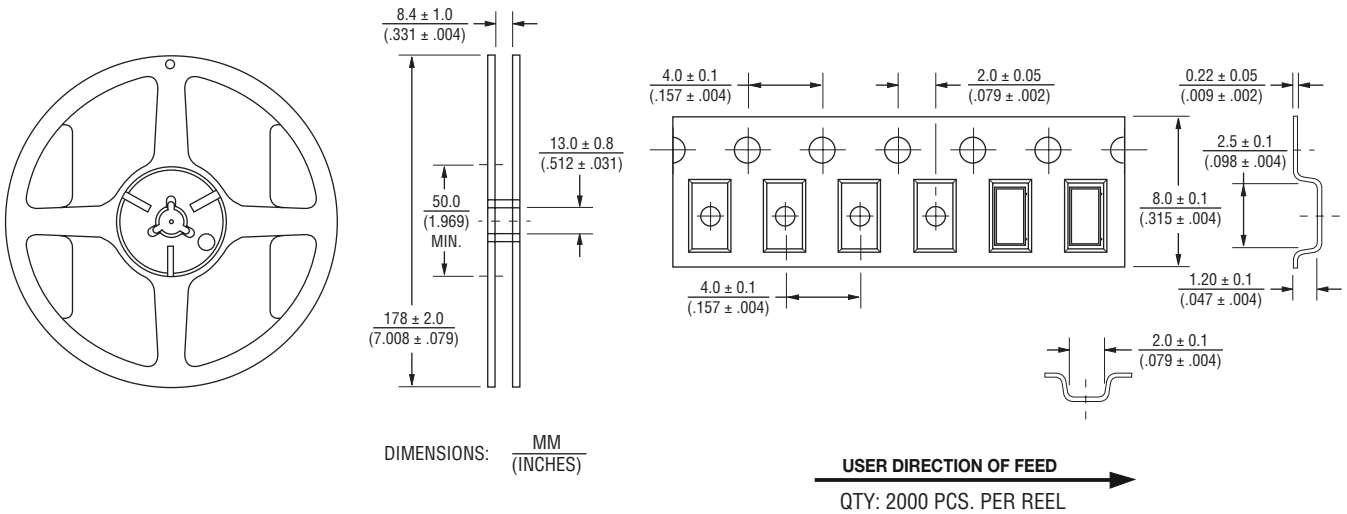 8.4 ± 1.0
(.331 ± .004)
4.0 ± 0.1
(.157 ± .004)
2.0 ± 0.05
(.079 ± .002)
0.22 ± 0.05
(.009 ± .002)
13.0 ± 0.8
(.512 ± .031)
2.5 ± 0.1
(.098 ± .004)
50.0
(1.969)
MIN.
8.0 ± 0.1
(.315 ± .004)
4.0 ± 0.1
(.157 ± .004)
1.20 ± 0.1
(.047 ± .004)
178 ± 2.0
(7.008 ± .079)
2.0 ± 0.1
(.079 ± .004)
DIMENSIONS: MM
(INCHES)
USER DIRECTION OF FEED
QTY: 2000 PCS. PER REEL